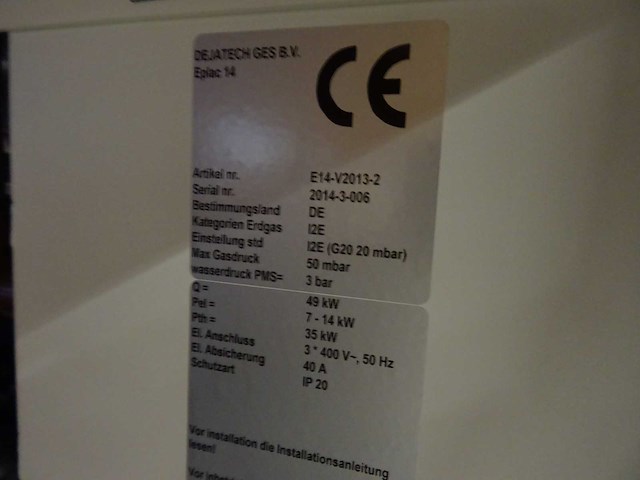 DEJATECH GES B.V.
Eplac 14
CE
Artikel nr. E14-V2013-2
Serial nr. 2014-3-006
Bestimmungsland DE
Kategorien Erdgas I2E
Einstellung std I2E (G20 20 mbar)
Max Gasdruck 50 mbar
wasserdruck PMS= 3 bar
Q = 49 kW
Pel = 7 - 14 kW
Pth = 35 kW
El. Anschluss 3 * 400 V~, 50 Hz
El. Absicherung 40 A
Schutzart IP 20
Vor installation die Installationsanleitung
lesen!
Vor